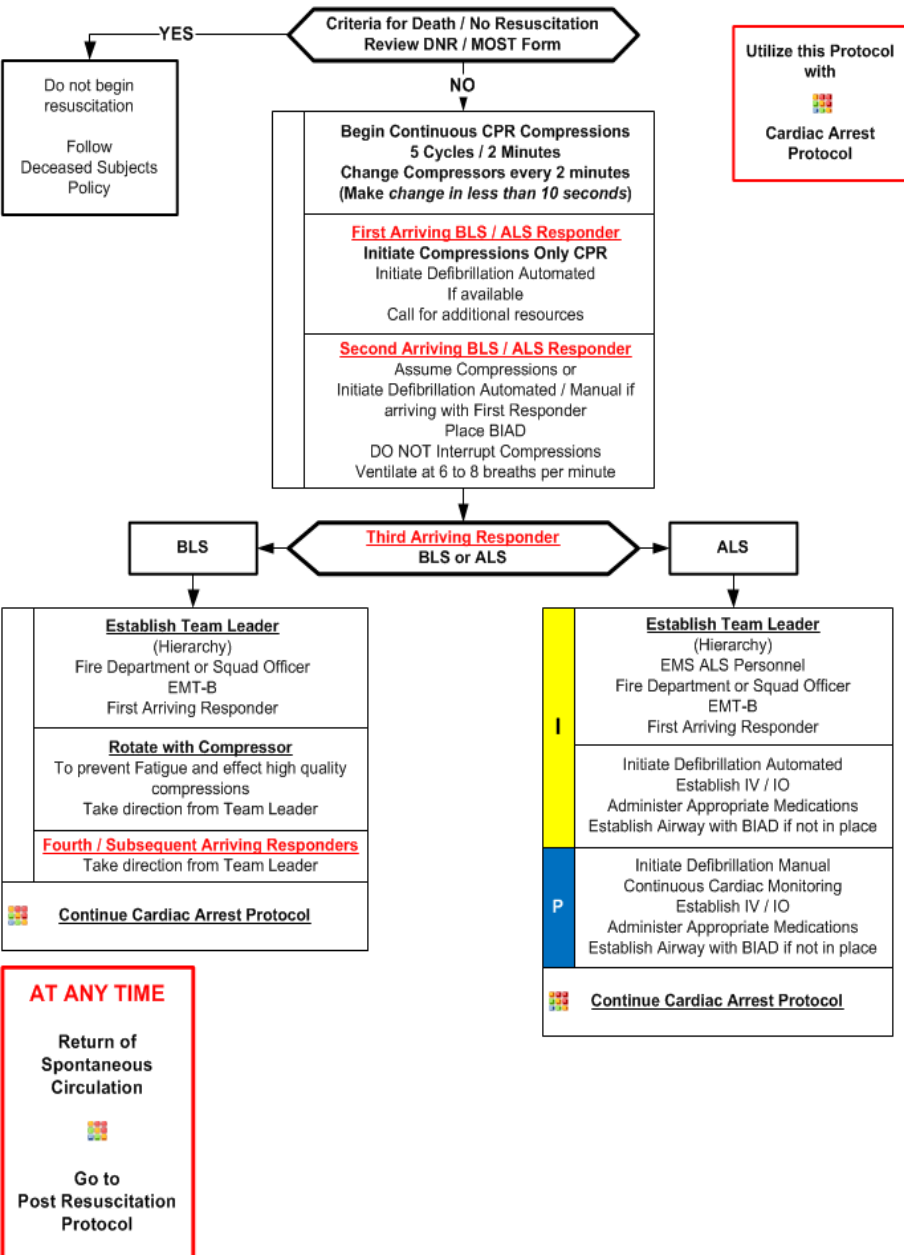 Criteria for Death / No Resuscitation
Review DNR / MOST Form
YES
NO
Do not begin
resuscitation
Follow
Deceased Subjects
Policy
Utilize this Protocol
with
Cardiac Arrest
Protocol
Begin Continuous CPR Compressions
5 Cycles / 2 Minutes
Change Compressors every 2 minutes
(Make change in less than 10 seconds)
First Arriving BLS / ALS Responder
Initiate Compressions Only CPR
Initiate Defibrillation Automated
If available
Call for additional resources
Second Arriving BLS / ALS Responder
Assume Compressions or
Initiate Defibrillation Automated / Manual if
arriving with First Responder
Place BIAD
DO NOT Interrupt Compressions
Ventilate at 6 to 8 breaths per minute
BLS
Third Arriving Responder
BLS or ALS
ALS
Establish Team Leader
(Hierarchy)
Fire Department or Squad Officer
EMT-B
First Arriving Responder
Rotate with Compressor
To prevent Fatigue and effect high quality
compressions
Take direction from Team Leader
Fourth / Subsequent Arriving Responders
Take direction from Team Leader
Continue Cardiac Arrest Protocol
I
Establish Team Leader
(Hierarchy)
EMS ALS Personnel
Fire Department or Squad Officer
EMT-B
First Arriving Responder
Initiate Defibrillation Automated
Establish IV / IO
Administer Appropriate Medications
Establish Airway with BIAD if not in place
P
Initiate Defibrillation Manual
Continuous Cardiac Monitoring
Establish IV / IO
Administer Appropriate Medications
Establish Airway with BIAD if not in place
Continue Cardiac Arrest Protocol
AT ANY TIME
Return of
Spontaneous
Circulation
Go to
Post Resuscitation
Protocol